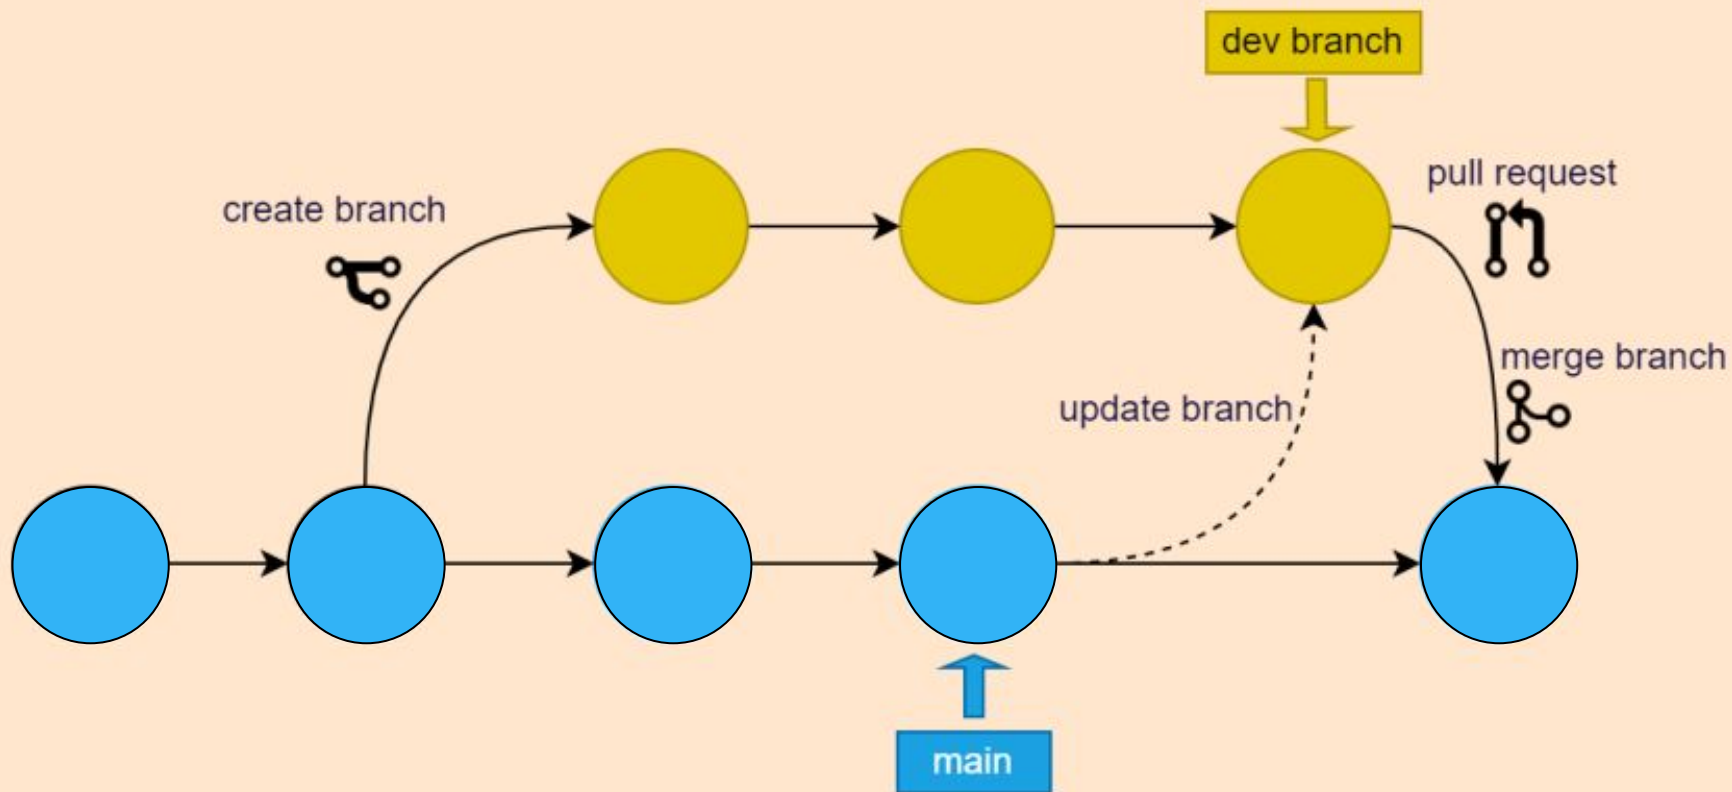 dev branch
pull request
create branch
merge branch
update branch
main